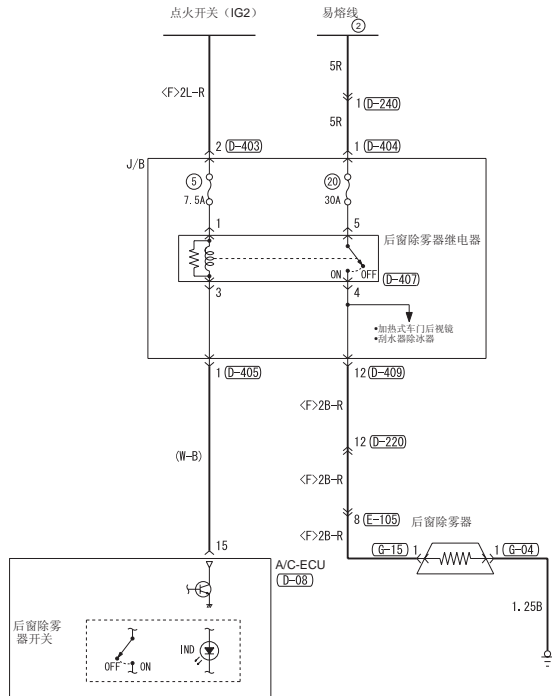 点火开关（IG2）
易熔线
2
5R
<F>2L-R
1 D-240
5R
2 D-403
1 D-404
J/B
5
20
7.5A
30A
1
5
后窗除雾器继电器
ON OFF
D-407
3
4
•加热式车门后视镜
•刮水器除冰器
1 D-405
12 D-409
<F>2B-R
12 D-220
(W-B)
<F>2B-R
8 E-105
后窗除雾器
<F>2B-R
15
G-15 1
1 G-04
A/C-ECU
D-08
1.25B
后窗除雾
器开关
IND
OFF ON